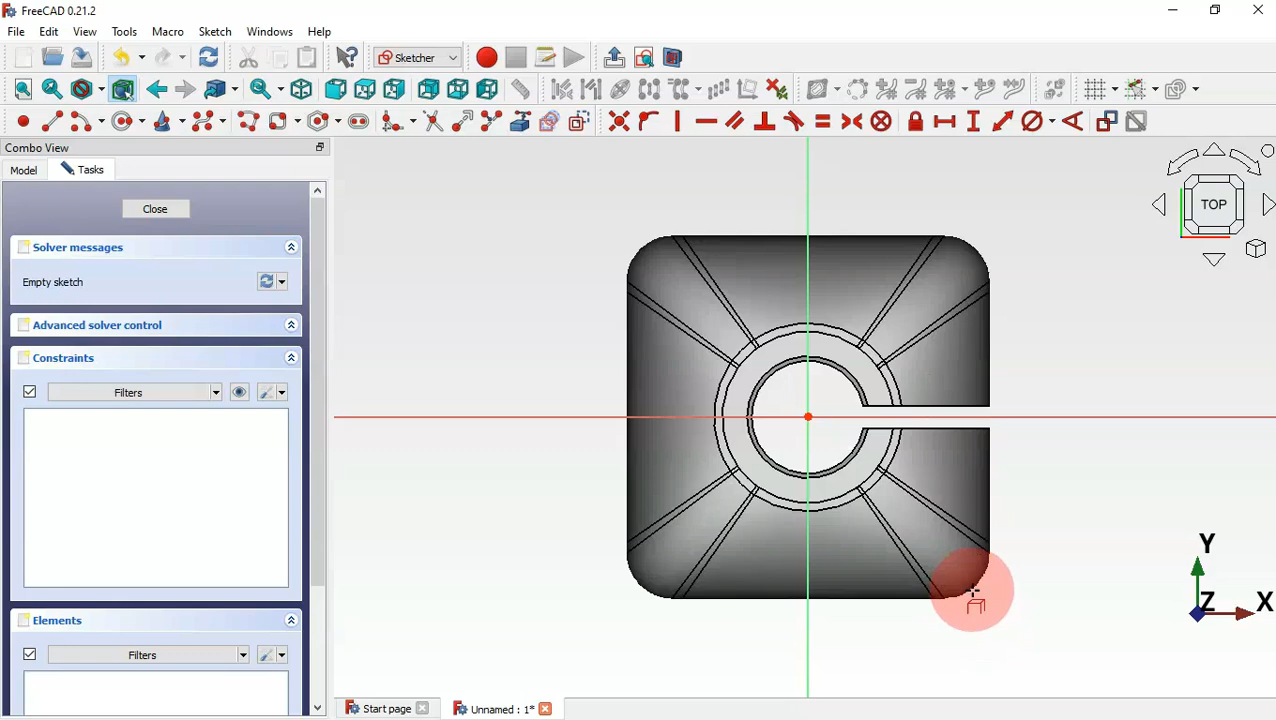 FreeCAD 0.21.2
File Edit View Tools Macro Sketch Windows Help
Sketcher
Combo View
Model Tasks
Close
Solver messages
Empty sketch
Advanced solver control
Constraints
Filters
Elements
Filters
TOP
Y
Z X
Start page Unnamed : 1*